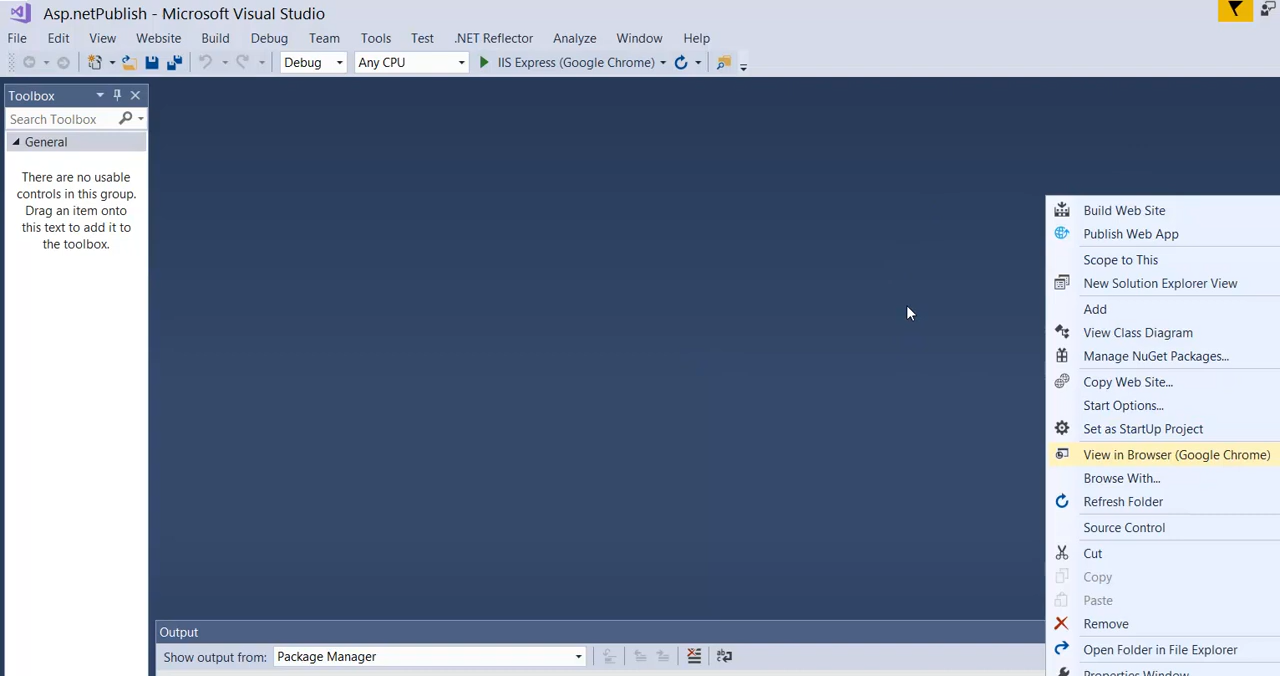 Asp.netPublish - Microsoft Visual Studio
File Edit View Website Build Debug Team Tools Test .NET Reflector Analyze Window Help
Debug Any CPU IIS Express (Google Chrome)
Toolbox
Search Toolbox
General
There are no usable
controls in this group.
Drag an item onto
this text to add it to
the toolbox.
Build Web Site
Publish Web App
Scope to This
New Solution Explorer View
Add
View Class Diagram
Manage NuGet Packages...
Copy Web Site...
Start Options...
Set as StartUp Project
View in Browser (Google Chrome)
Browse With...
Refresh Folder
Source Control
Cut
Copy
Paste
Remove
Open Folder in File Explorer
Properties Window
Output
Show output from: Package Manager